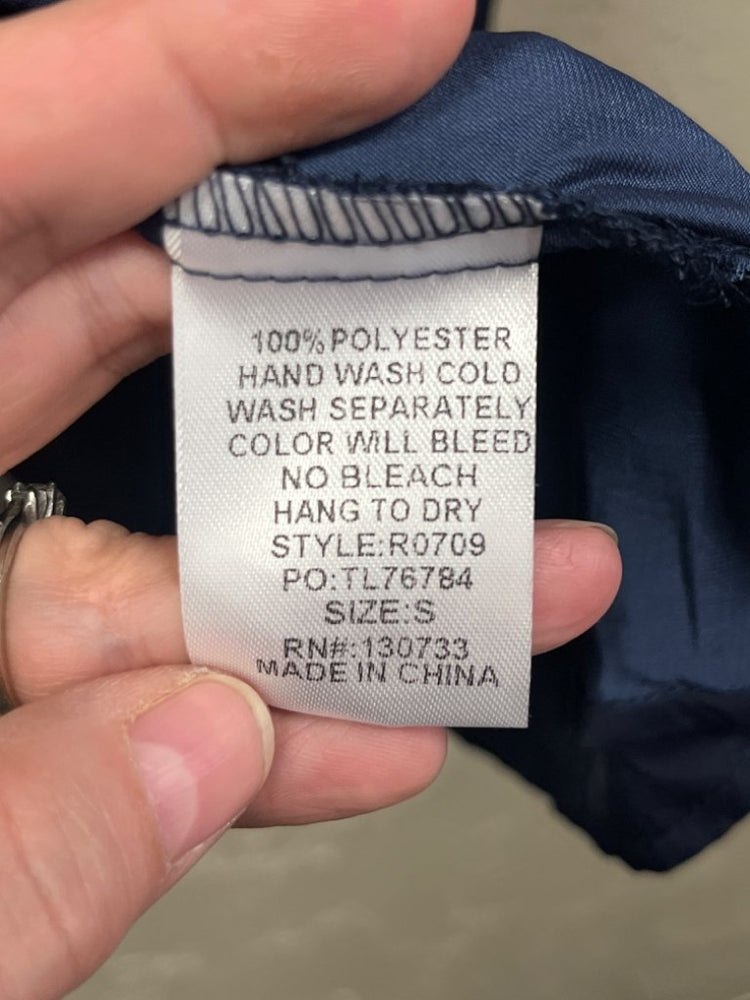 100% POLYESTER
HAND WASH COLD
WASH SEPARATELY
COLOR WILL BLEED
NO BLEACH
HANG TO DRY
STYLE:R0709
PO:TL76784
SIZE:S
RN#:130733
MADE IN CHINA